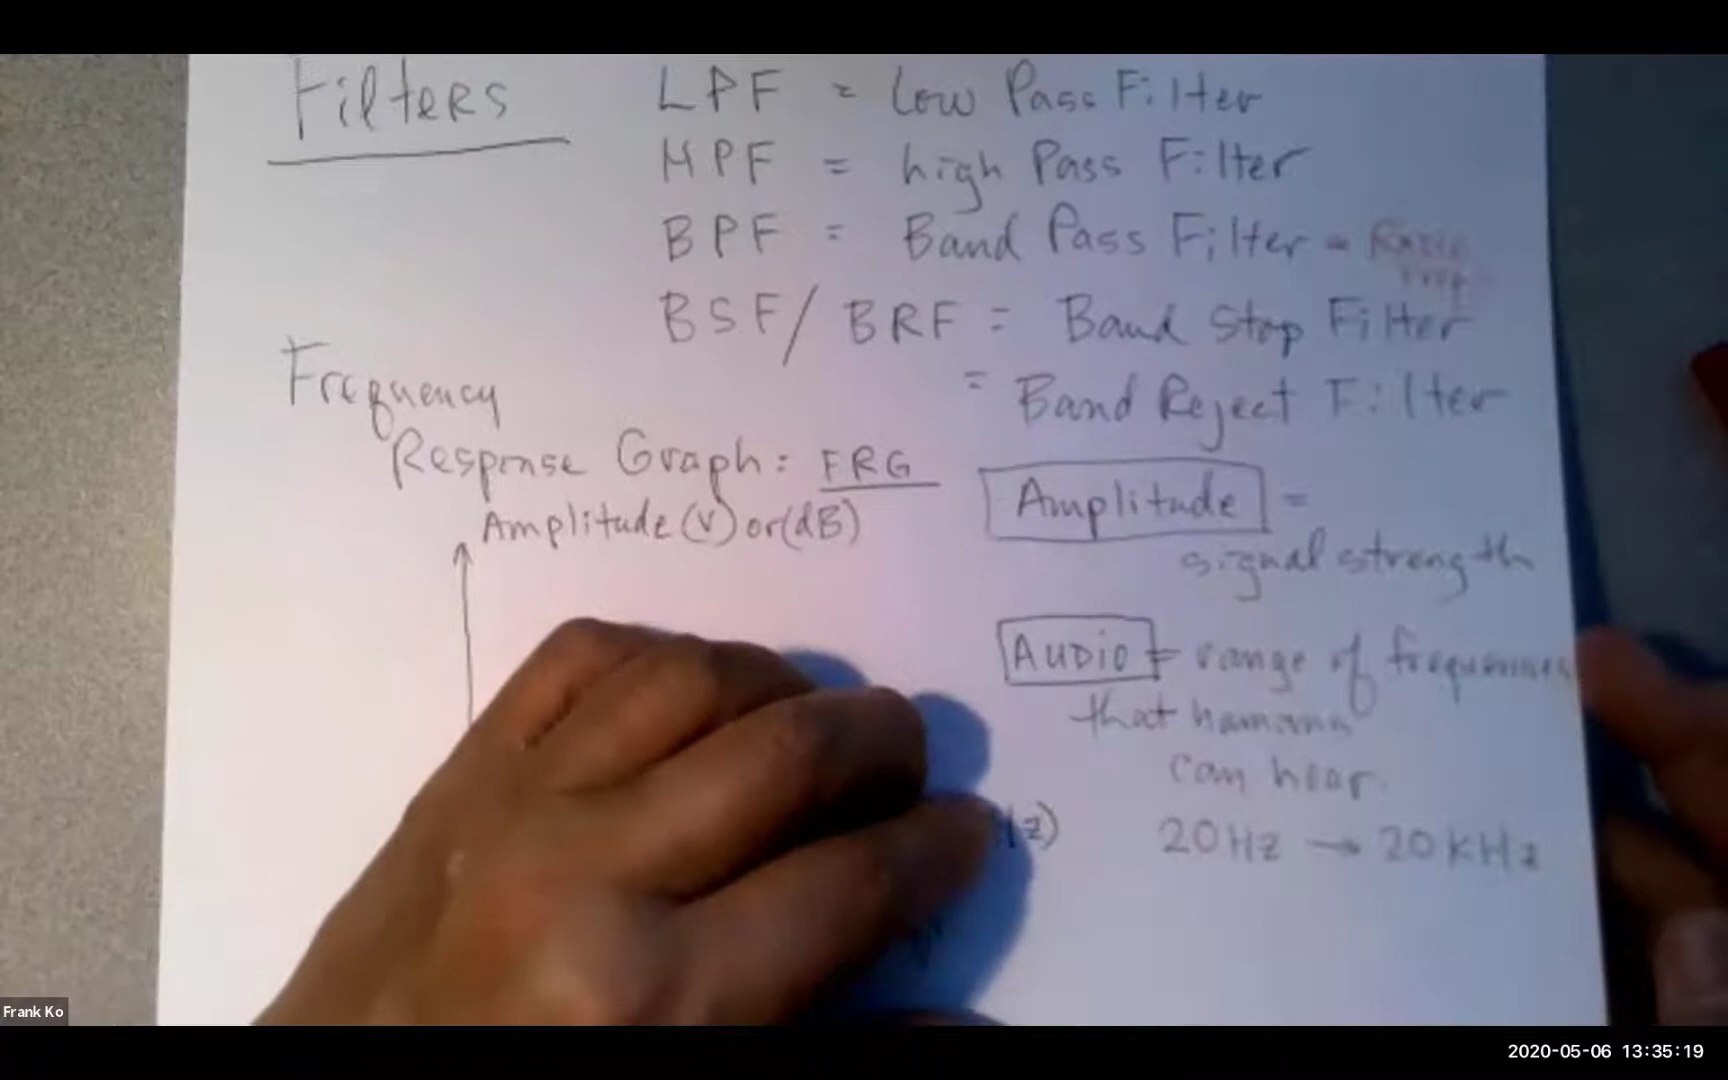 Filters
LPF = Low Pass Filter
HPF = high Pass Filter
BPF = Band Pass Filter -
BSF / BRF = Band Stop Filter
= Band Reject Filter
Frequency
Response Graph: FRG
Amplitude (V) or (dB)
Amplitude =
signal strength
AUDIO = range of frequencies
that humans
can hear.
Hz)
20Hz → 20KHz
Frank Ko
2020-05-06 13:35:19